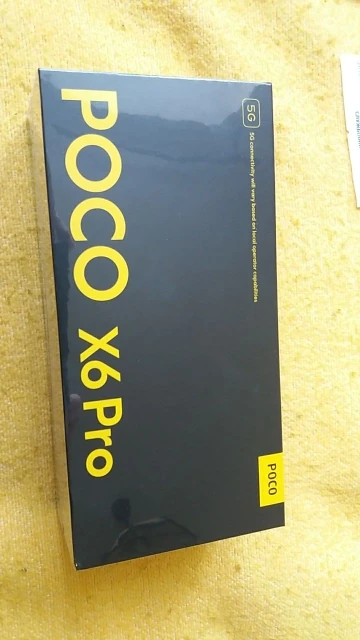 5G
5G connectivity will vary based on local operator capabilities
POCO X6 Pro
POCO